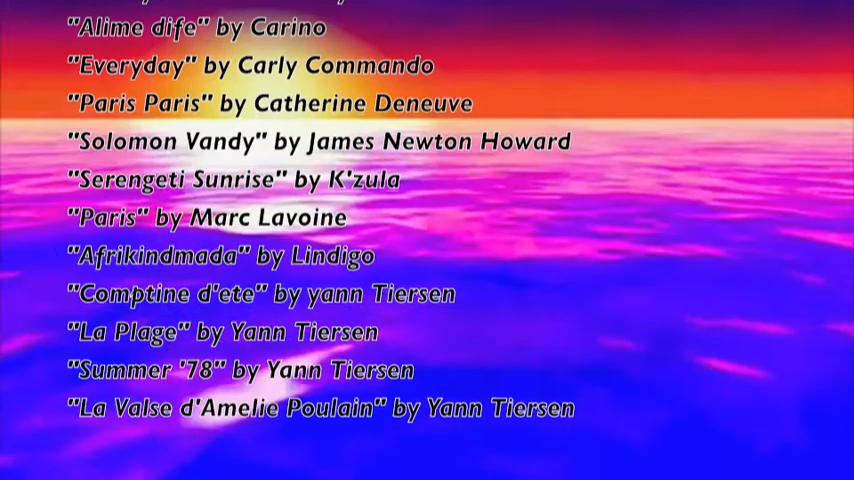 "Alime dife" by Carino
"Everyday" by Carly Commando
"Paris Paris" by Catherine Deneuve
"Solomon Vandy" by James Newton Howard
"Serengeti Sunrise" by K'zula
"Paris" by Marc Lavoine
"Afrikindmada" by Lindigo
"Comptine d'ete" by yann Tiersen
"La Plage" by Yann Tiersen
"Summer '78" by Yann Tiersen
"La Valse d'Amelie Poulain" by Yann Tiersen